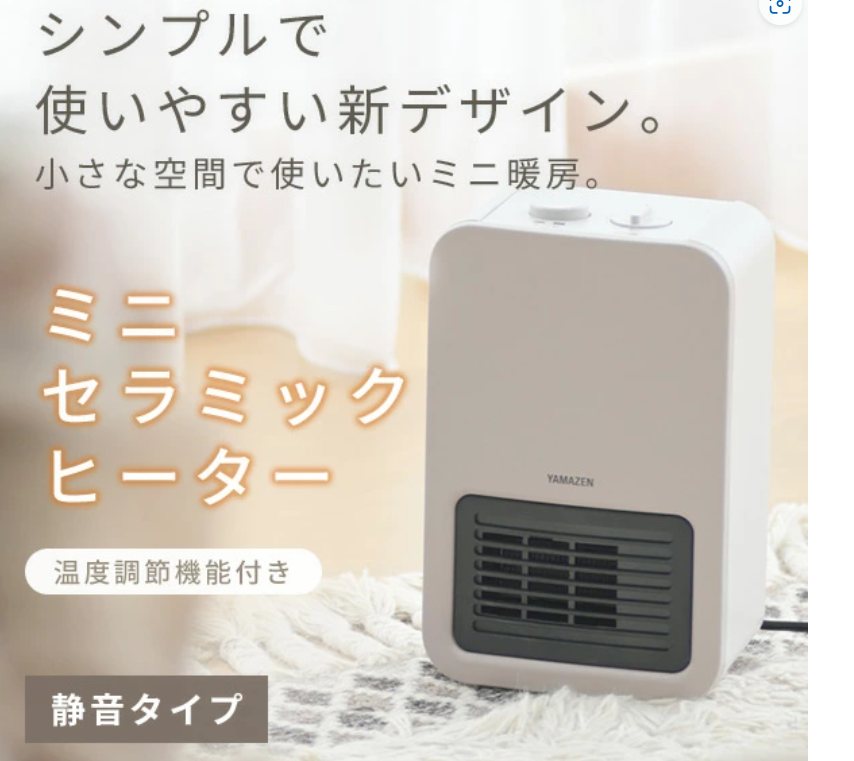 シンプルで
使いやすい新デザイン。
小さな空間で使いたいミニ暖房。
ミニ
セラミック
ヒーター
YAMAZEN
温度調節機能付き
静音タイプ